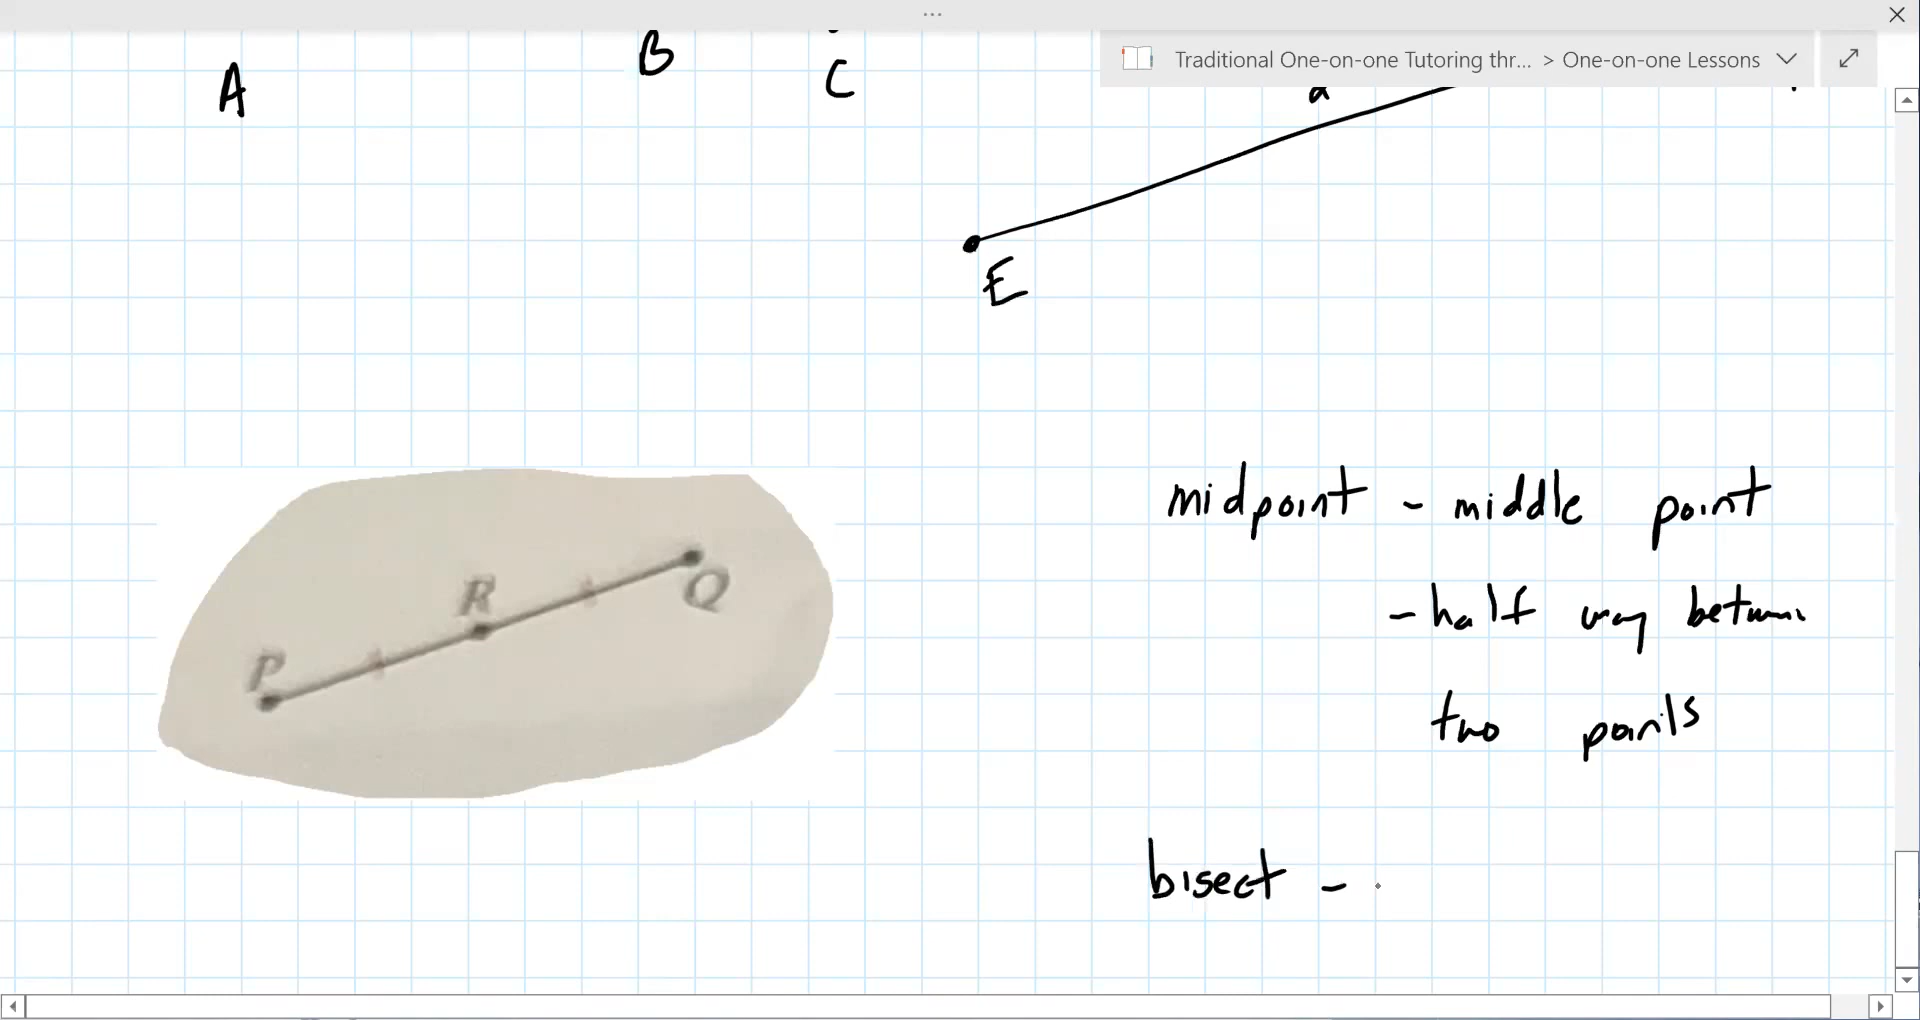 ...
B
C
A
Traditional One-on-one Tutoring thr... > One-on-one Lessons
E
midpoint - middle point
R
Q
- half way between
P
two points
bisect -